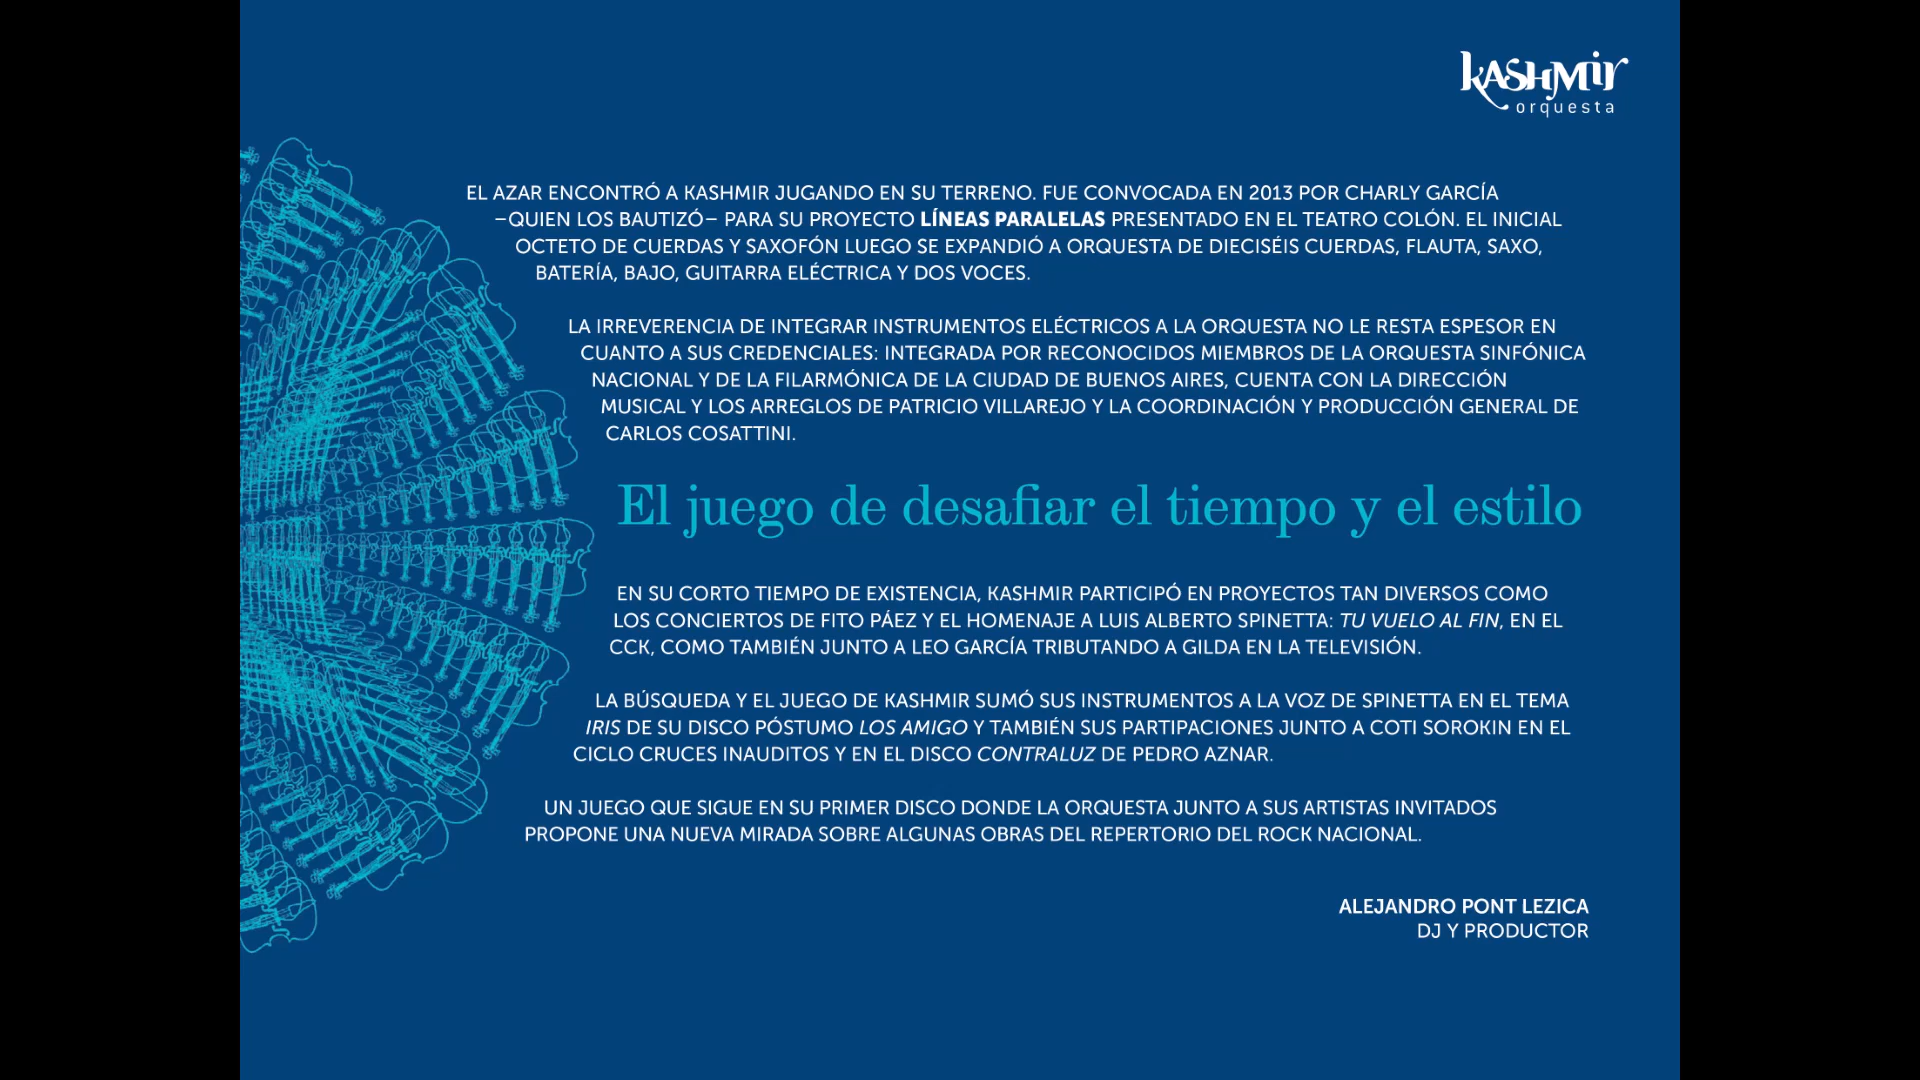 KASHMIR
orquesta
EL AZAR ENCONTRÓ A KASHMIR JUGANDO EN SU TERRENO. FUE CONVOCADA EN 2013 POR CHARLY GARCÍA
–QUIEN LOS BAUTIZÓ– PARA SU PROYECTO LÍNEAS PARALELAS PRESENTADO EN EL TEATRO COLÓN. EL INICIAL
OCTETO DE CUERDAS Y SAXOFÓN LUEGO SE EXPANDIÓ A ORQUESTA DE DIECISÉIS CUERDAS, FLAUTA, SAXO,
BATERÍA, BAJO, GUITARRA ELÉCTRICA Y DOS VOCES.
LA IRREVERENCIA DE INTEGRAR INSTRUMENTOS ELÉCTRICOS A LA ORQUESTA NO LE RESTA ESPESOR EN
CUANTO A SUS CREDENCIALES: INTEGRADA POR RECONOCIDOS MIEMBROS DE LA ORQUESTA SINFÓNICA
NACIONAL Y DE LA FILARMÓNICA DE LA CIUDAD DE BUENOS AIRES, CUENTA CON LA DIRECCIÓN
MUSICAL Y LOS ARREGLOS DE PATRICIO VILLAREJO Y LA COORDINACIÓN Y PRODUCCIÓN GENERAL DE
CARLOS COSATTINI.
El juego de desafiar el tiempo y el estilo
EN SU CORTO TIEMPO DE EXISTENCIA, KASHMIR PARTICIPÓ EN PROYECTOS TAN DIVERSOS COMO
LOS CONCIERTOS DE FITO PÁEZ Y EL HOMENAJE A LUIS ALBERTO SPINETTA: TU VUELO AL FIN, EN EL
CCK, COMO TAMBIÉN JUNTO A LEO GARCÍA TRIBUTANDO A GILDA EN LA TELEVISIÓN.
LA BÚSQUEDA Y EL JUEGO DE KASHMIR SUMÓ SUS INSTRUMENTOS A LA VOZ DE SPINETTA EN EL TEMA
IRIS DE SU DISCO PÓSTUMO LOS AMIGO Y TAMBIÉN SUS PARTIPACIONES JUNTO A COTI SOROKIN EN EL
CICLO CRUCES INAUDITOS Y EN EL DISCO CONTRALUZ DE PEDRO AZNAR.
UN JUEGO QUE SIGUE EN SU PRIMER DISCO DONDE LA ORQUESTA JUNTO A SUS ARTISTAS INVITADOS
PROPONE UNA NUEVA MIRADA SOBRE ALGUNAS OBRAS DEL REPERTORIO DEL ROCK NACIONAL.
ALEJANDRO PONT LEZICA
DJ Y PRODUCTOR